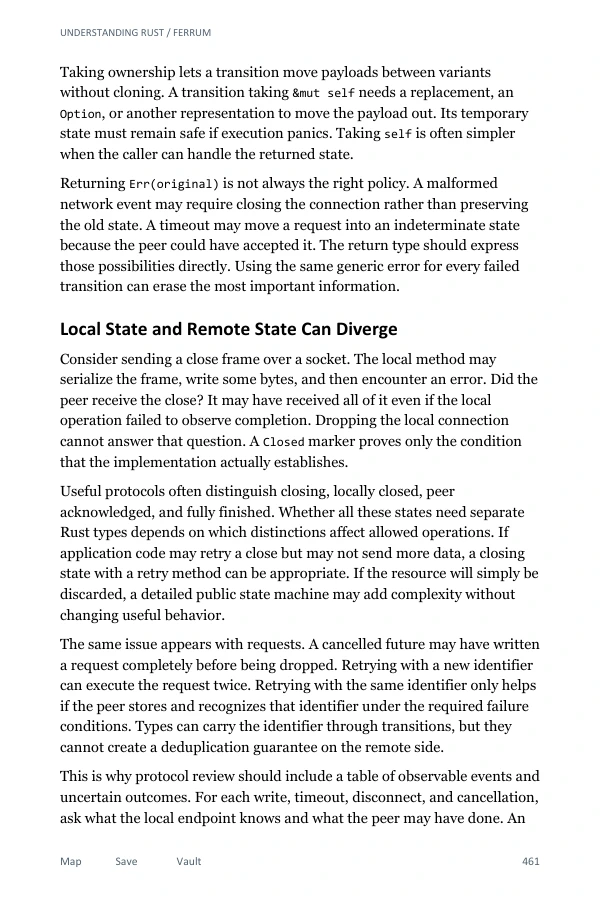 UNDERSTANDING RUST / FERRUM
Taking ownership lets a transition move payloads between variants
without cloning. A transition taking &mut self needs a replacement, an
Option, or another representation to move the payload out. Its temporary
state must remain safe if execution panics. Taking self is often simpler
when the caller can handle the returned state.
Returning Err(original) is not always the right policy. A malformed
network event may require closing the connection rather than preserving
the old state. A timeout may move a request into an indeterminate state
because the peer could have accepted it. The return type should express
those possibilities directly. Using the same generic error for every failed
transition can erase the most important information.
Local State and Remote State Can Diverge
Consider sending a close frame over a socket. The local method may
serialize the frame, write some bytes, and then encounter an error. Did the
peer receive the close? It may have received all of it even if the local
operation failed to observe completion. Dropping the local connection
cannot answer that question. A Closed marker proves only the condition
that the implementation actually establishes.
Useful protocols often distinguish closing, locally closed, peer
acknowledged, and fully finished. Whether all these states need separate
Rust types depends on which distinctions affect allowed operations. If
application code may retry a close but may not send more data, a closing
state with a retry method can be appropriate. If the resource will simply be
discarded, a detailed public state machine may add complexity without
changing useful behavior.
The same issue appears with requests. A cancelled future may have written
a request completely before being dropped. Retrying with a new identifier
can execute the request twice. Retrying with the same identifier only helps
if the peer stores and recognizes that identifier under the required failure
conditions. Types can carry the identifier through transitions, but they
cannot create a deduplication guarantee on the remote side.
This is why protocol review should include a table of observable events and
uncertain outcomes. For each write, timeout, disconnect, and cancellation,
ask what the local endpoint knows and what the peer may have done. An
Map Save Vault 461